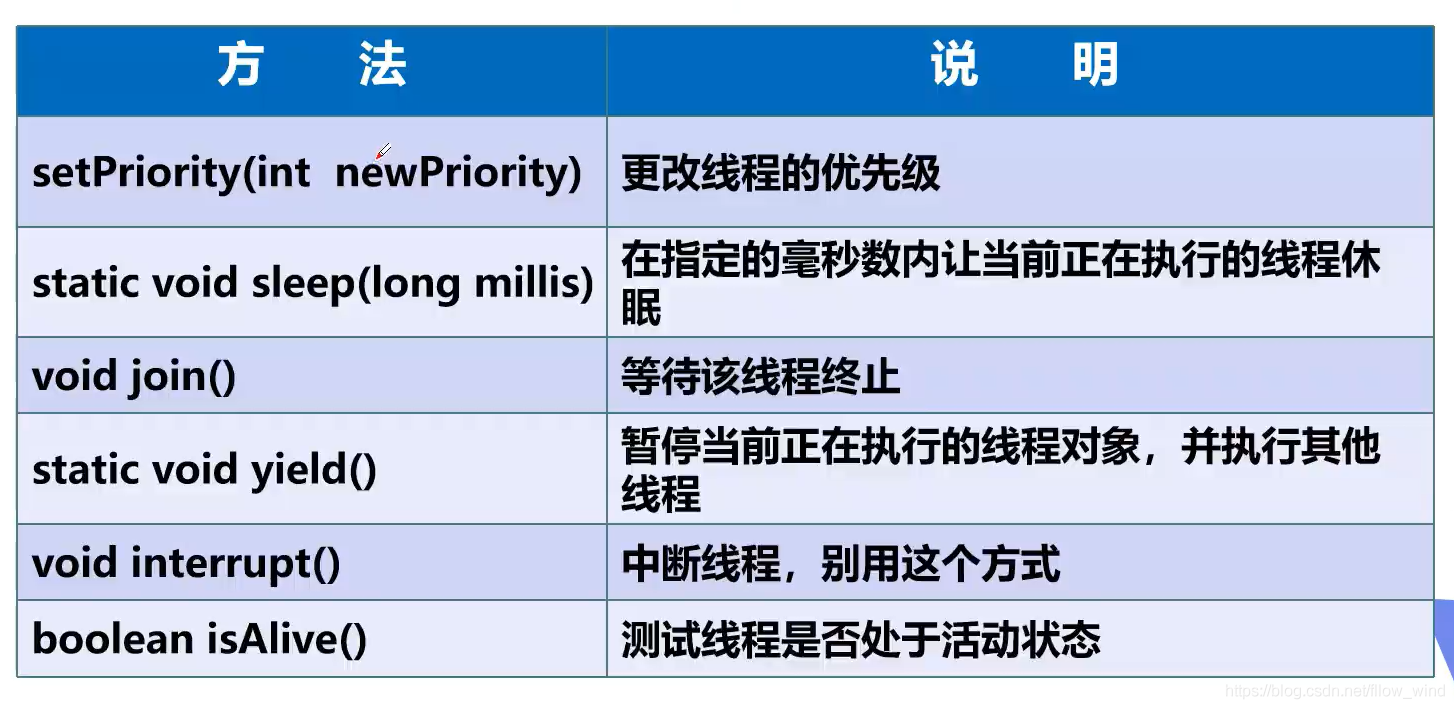 方 法
说 明
setPriority(int newPriority)
更改线程的优先级
static void sleep(long millis)
在指定的毫秒数内让当前正在执行的线程休
眠
void join()
等待该线程终止
static void yield()
暂停当前正在执行的线程对象，并执行其他
线程
void interrupt()
中断线程，别用这个方式
boolean isAlive()
测试线程是否处于活动状态
https://blog.csdn.net/fllow_wind